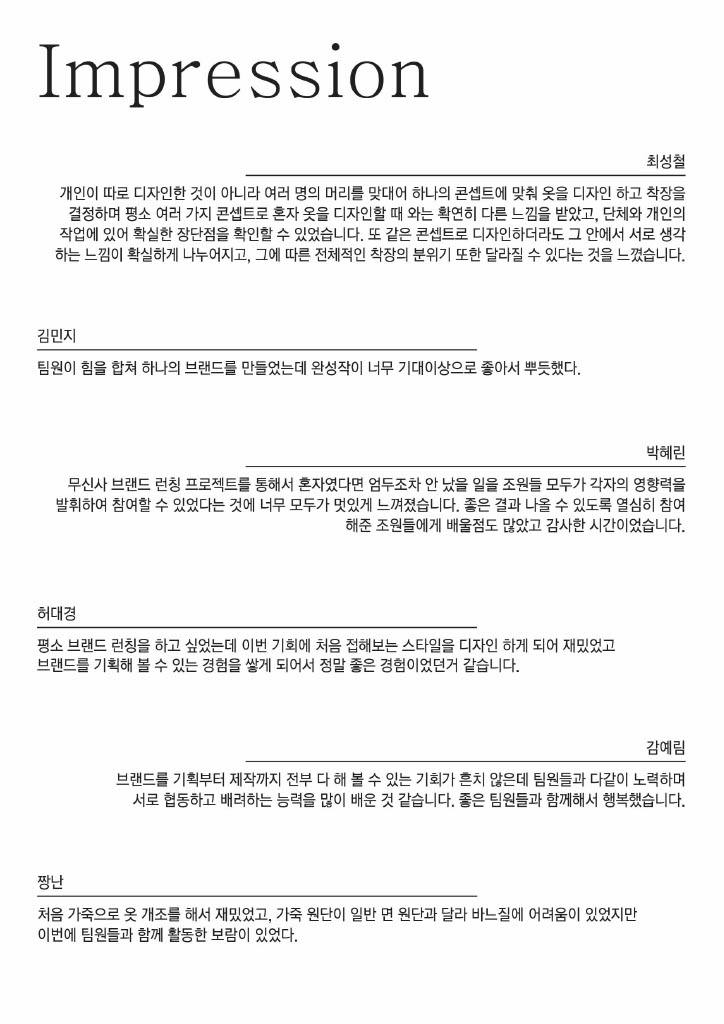 Impression
최성철
개인이 따로 디자인한 것이 아니라 여러 명의 머리를 맞대어 하나의 콘셉트에 맞춰 옷을 디자인 하고 착장을
결정하며 평소 여러 가지 콘셉트로 혼자 옷을 디자인할 때 와는 확연히 다른 느낌을 받았고, 단체와 개인의
작업에 있어 확실한 장단점을 확인할 수 있었습니다. 또 같은 콘셉트로 디자인하더라도 그 안에서 서로 생각
하는 느낌이 확실하게 나누어지고, 그에 따른 전체적인 착장의 분위기 또한 달라질 수 있다는 것을 느꼈습니다.
김민지
팀원이 힘을 합쳐 하나의 브랜드를 만들었는데 완성작이 너무 기대이상으로 좋아서 뿌듯했다.
박혜린
무신사 브랜드 런칭 프로젝트를 통해서 혼자였다면 엄두조차 안 났을 일을 조원들 모두가 각자의 영향력을
발휘하여 참여할 수 있었다는 것에 너무 모두가 멋있게 느껴졌습니다. 좋은 결과 나올 수 있도록 열심히 참여
해준 조원들에게 배울점도 많았고 감사한 시간이었습니다.
허대경
평소 브랜드 런칭을 하고 싶었는데 이번 기회에 처음 접해보는 스타일을 디자인 하게 되어 재밌었고
브랜드를 기획해 볼 수 있는 경험을 쌓게 되어서 정말 좋은 경험이었던거 같습니다.
감예림
브랜드를 기획부터 제작까지 전부 다 해 볼 수 있는 기회가 흔치 않은데 팀원들과 다같이 노력하며
서로 협동하고 배려하는 능력을 많이 배운 것 같습니다. 좋은 팀원들과 함께해서 행복했습니다.
짱난
처음 가죽으로 옷 개조를 해서 재밌었고, 가죽 원단이 일반 면 원단과 달라 바느질에 어려움이 있었지만
이번에 팀원들과 함께 활동한 보람이 있었다.